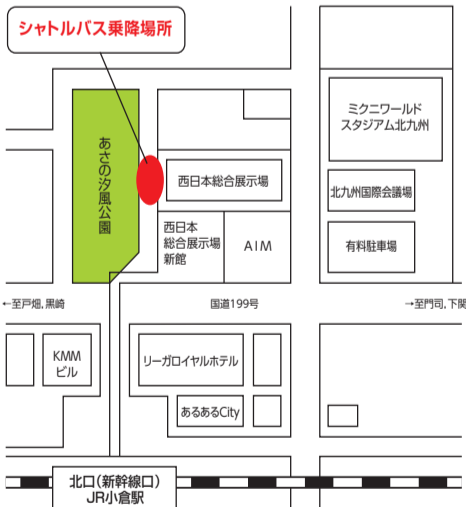 シャトルバス乗降場所
ミクニワールド
スタジアム北九州
あさの汐風公園
西日本総合展示場
北九州国際会議場
西日本
総合展示場
新館
AIM
有料駐車場
←至戸畑,黒崎
国道199号
→至門司,下関
KMM
ビル
リーガロイヤルホテル
あるあるCity
北口(新幹線口)
JR小倉駅